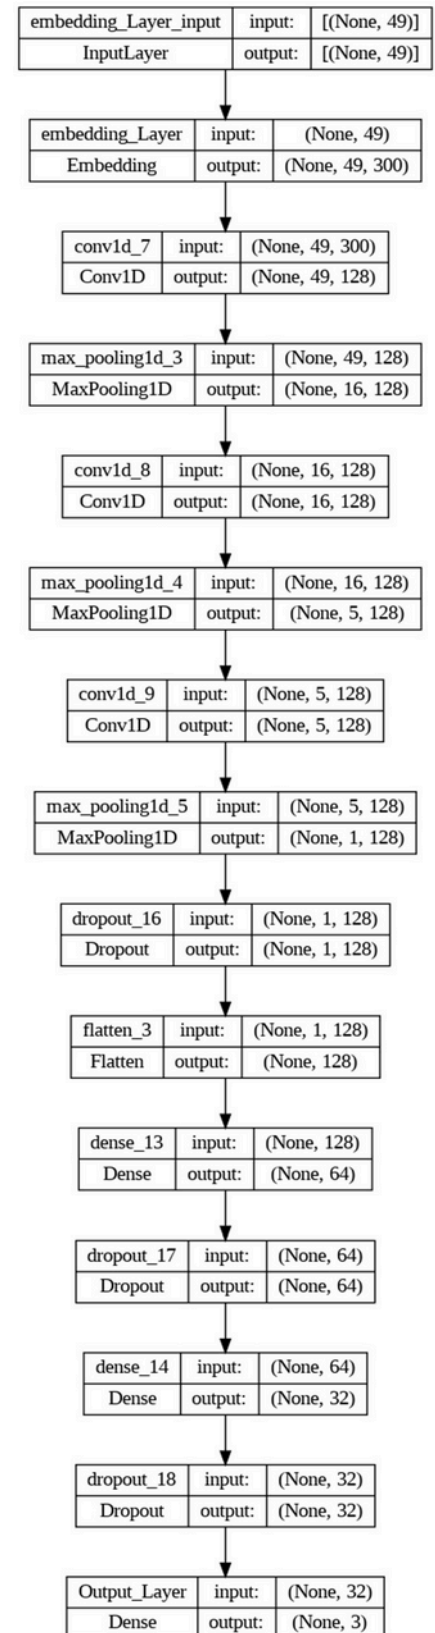 embedding_Layer_input input: [(None, 49)]
InputLayer output: [(None, 49)]
embedding_Layer input: (None, 49)
Embedding output: (None, 49, 300)
conv1d_7 input: (None, 49, 300)
Conv1D output: (None, 49, 128)
max_pooling1d_3 input: (None, 49, 128)
MaxPooling1D output: (None, 16, 128)
conv1d_8 input: (None, 16, 128)
Conv1D output: (None, 16, 128)
max_pooling1d_4 input: (None, 16, 128)
MaxPooling1D output: (None, 5, 128)
conv1d_9 input: (None, 5, 128)
Conv1D output: (None, 5, 128)
max_pooling1d_5 input: (None, 5, 128)
MaxPooling1D output: (None, 1, 128)
dropout_16 input: (None, 1, 128)
Dropout output: (None, 1, 128)
flatten_3 input: (None, 1, 128)
Flatten output: (None, 128)
dense_13 input: (None, 128)
Dense output: (None, 64)
dropout_17 input: (None, 64)
Dropout output: (None, 64)
dense_14 input: (None, 64)
Dense output: (None, 32)
dropout_18 input: (None, 32)
Dropout output: (None, 32)
Output_Layer input: (None, 32)
Dense output: (None, 3)